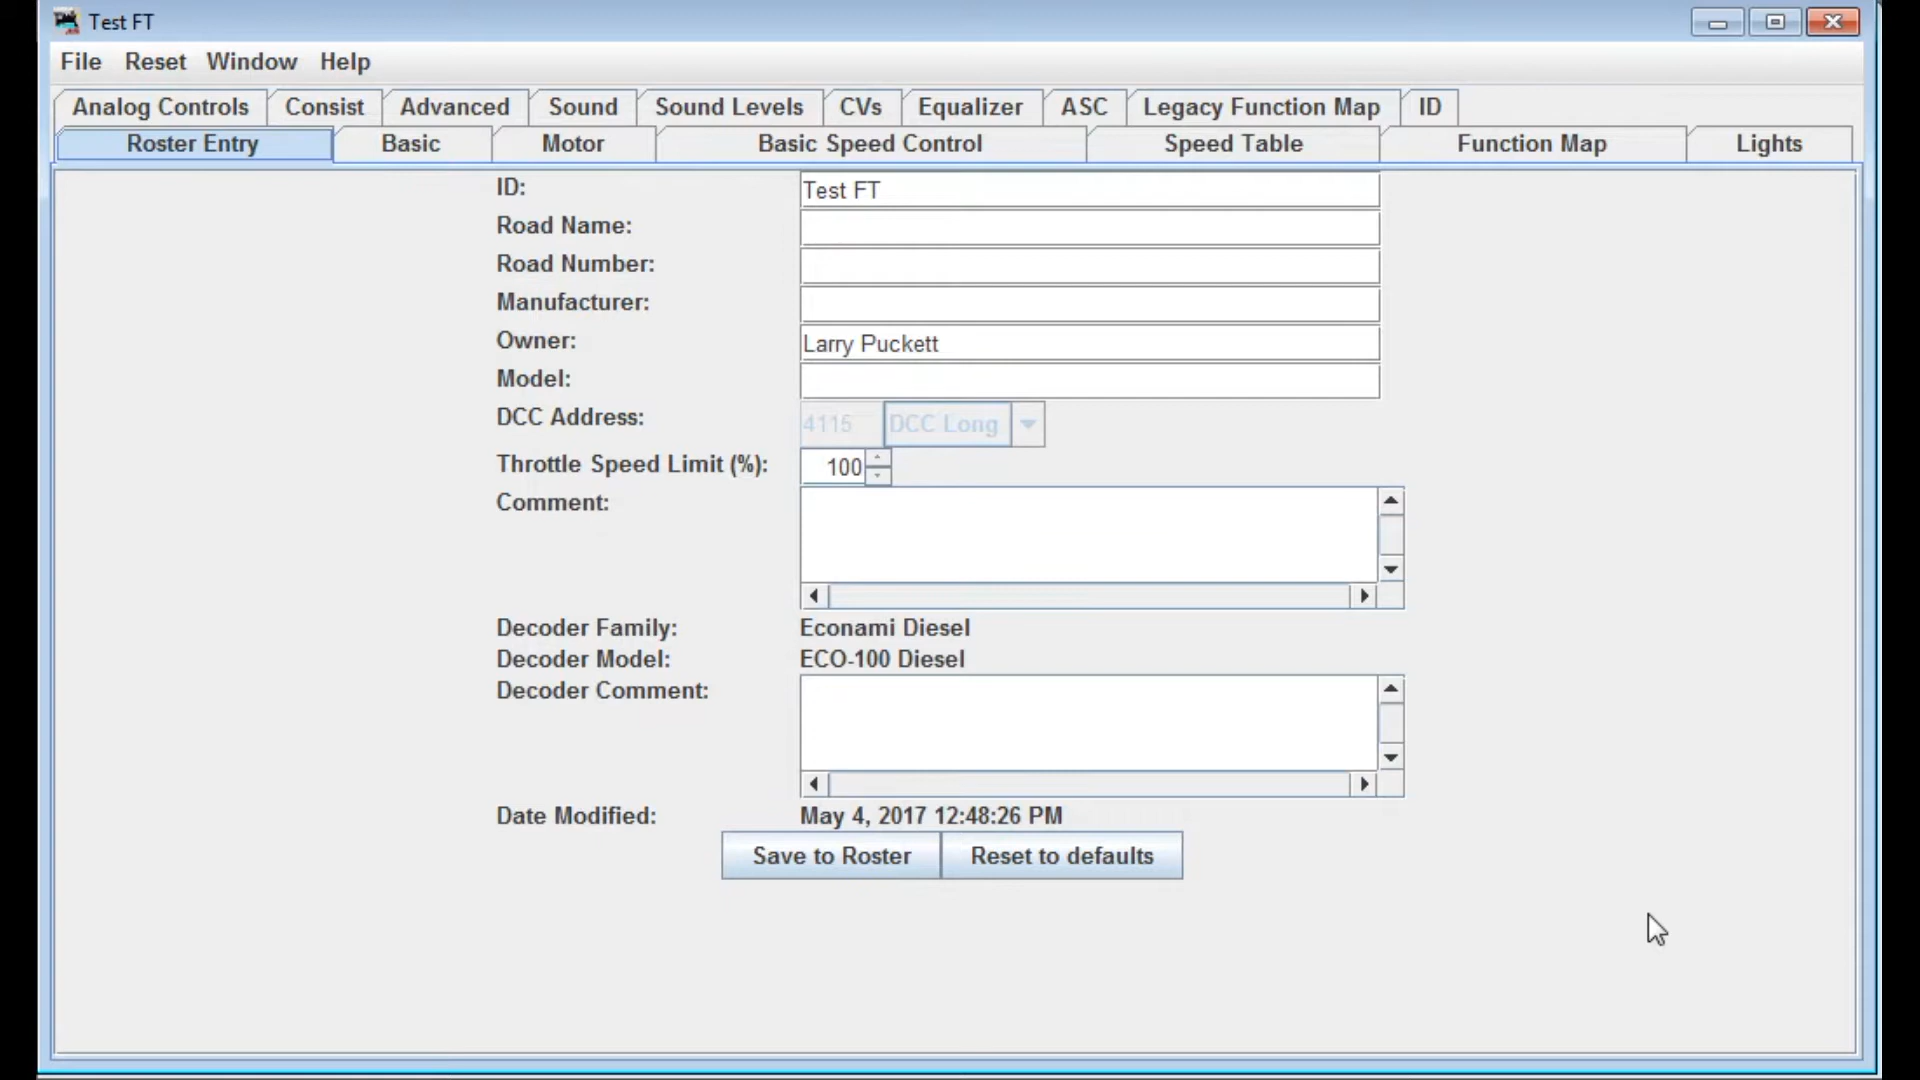 Test FT
File Reset Window Help
Analog Controls Consist Advanced Sound Sound Levels CVs Equalizer ASC Legacy Function Map ID
Roster Entry Basic Motor Basic Speed Control Speed Table Function Map Lights
ID: Test FT
Road Name:
Road Number:
Manufacturer:
Owner: Larry Puckett
Model:
DCC Address: 4115 DCC Long
Throttle Speed Limit (%): 100
Comment:
Decoder Family: Econami Diesel
Decoder Model: ECO-100 Diesel
Decoder Comment:
Date Modified: May 4, 2017 12:48:26 PM
Save to Roster Reset to defaults